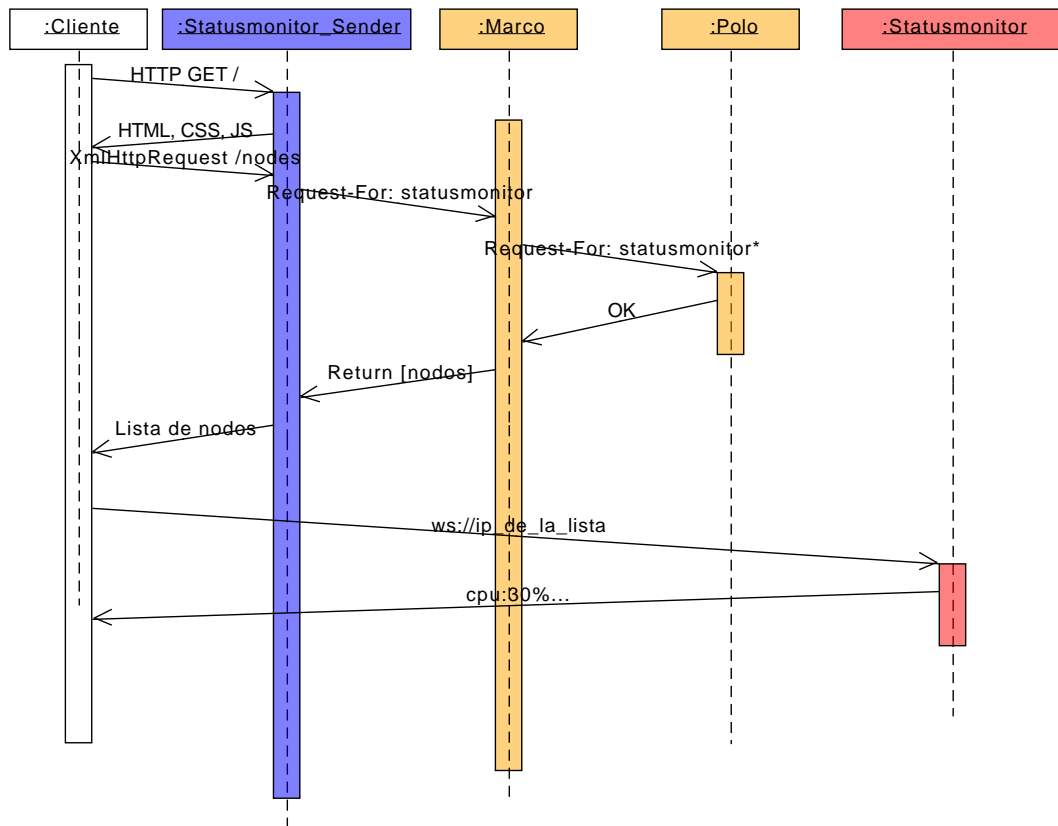 :Cliente
:Statusmonitor_Sender
:Marco
:Polo
:Statusmonitor
HTTP GET /
HTML, CSS, JS
XmlHttpRequest /nodes
Request-For: statusmonitor
Request-For: statusmonitor*
OK
Return [nodos]
Lista de nodos
ws://ip_de_la_lista
cpu:30%...